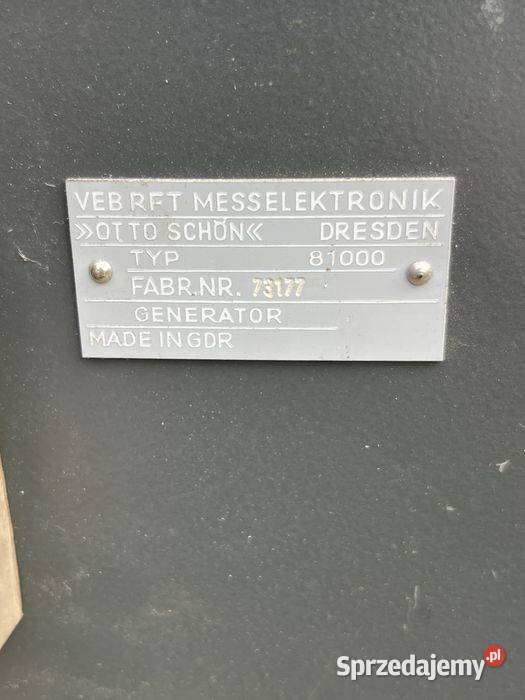 VEB RFT MESSELEKTRONIK
»OTTO SCHÖN« DRESDEN
TYP 81000
FABR.NR. 73177
GENERATOR
MADE IN GDR
Sprzedajemy.pl